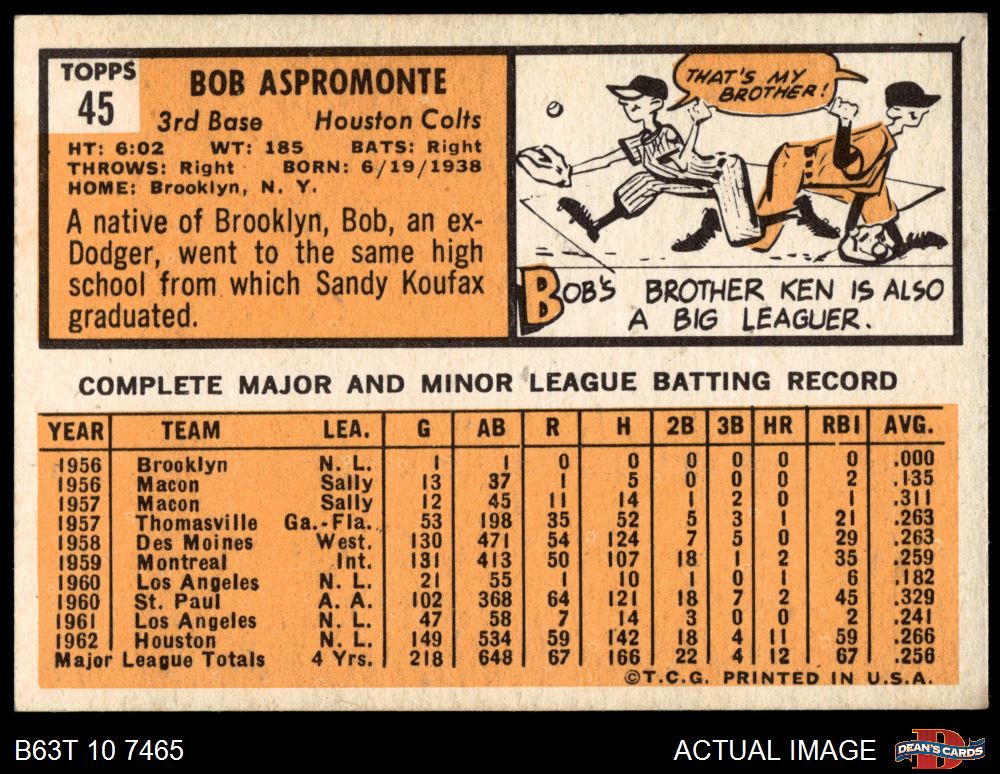 TOPPS
45
BOB ASPROMONTE
3rd Base Houston Colts
HT: 6:02 WT: 185 BATS: Right
THROWS: Right BORN: 6/19/1938
HOME: Brooklyn, N. Y.
A native of Brooklyn, Bob, an ex-
Dodger, went to the same high
school from which Sandy Koufax
graduated.
THAT'S MY
BROTHER!
BOB'S BROTHER KEN IS ALSO
A BIG LEAGUER.
COMPLETE MAJOR AND MINOR LEAGUE BATTING RECORD
YEAR TEAM LEA. G AB R H 2B 3B HR RBI AVG.
1956 Brooklyn N. L. 1 1 0 0 0 0 0 0 .000
1956 Macon Sally 13 37 1 5 0 0 0 2 .135
1957 Macon Sally 12 45 11 14 1 2 0 1 .311
1957 Thomasville Ga.-Fla. 53 198 35 52 5 3 1 21 .263
1958 Des Moines West. 130 471 54 124 7 5 0 29 .263
1959 Montreal Int. 131 413 50 107 18 1 2 35 .259
1960 Los Angeles N. L. 21 55 1 10 1 0 1 6 .182
1960 St. Paul A. A. 102 368 64 121 18 7 2 45 .329
1961 Los Angeles N. L. 47 58 7 14 3 0 0 2 .241
1962 Houston N. L. 149 534 59 142 18 4 11 59 .266
Major League Totals 4 Yrs. 218 648 67 166 22 4 12 67 .256
©T.C.G. PRINTED IN U.S.A.
B63T 10 7465 ACTUAL IMAGE DEAN'S CARDS